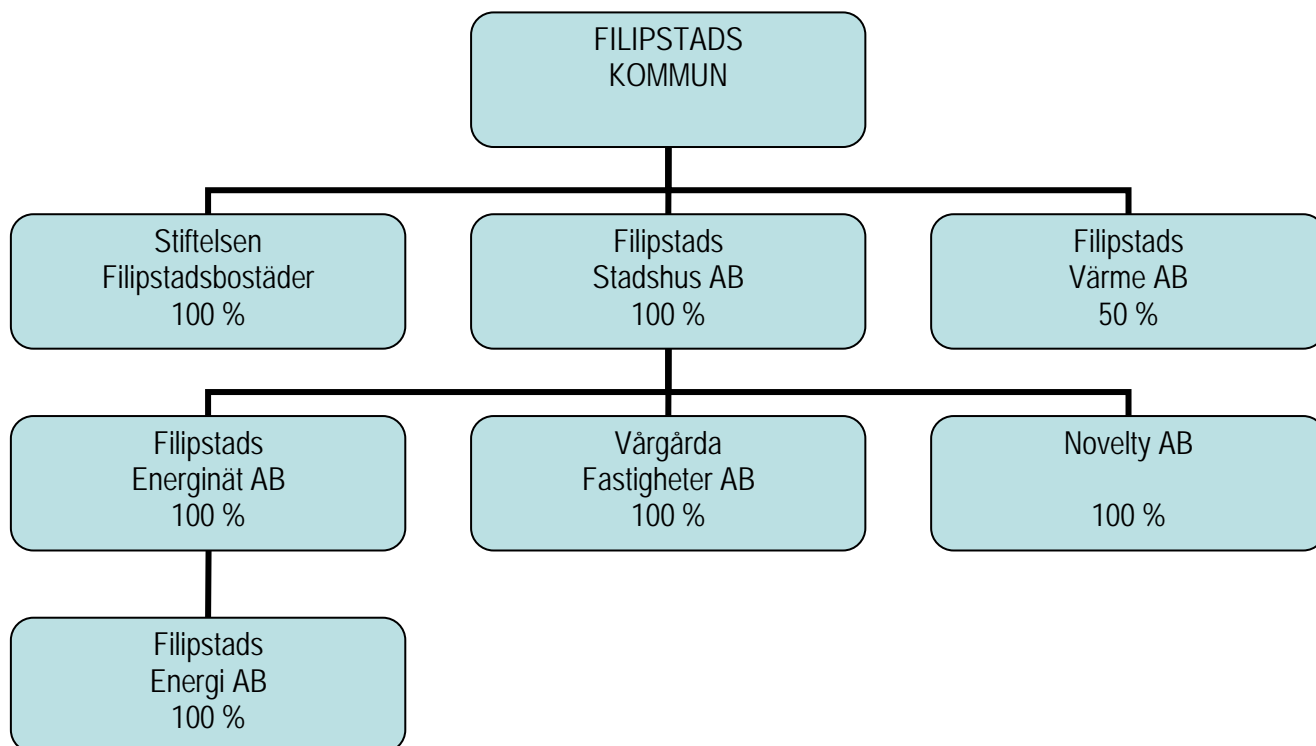 FILIPSTADS
KOMMUN
Stiftelsen
Filipstadsbostäder
100 %
Filipstads
Stadshus AB
100 %
Filipstads
Värme AB
50 %
Filipstads
Energinät AB
100 %
Vårgårda
Fastigheter AB
100 %
Novelty AB
100 %
Filipstads
Energi AB
100 %